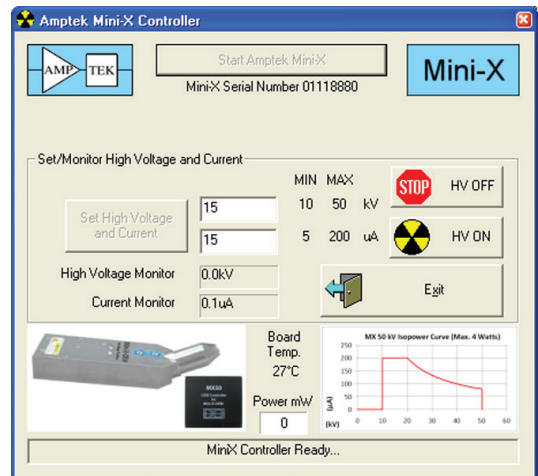 Amptek Mini-X Controller
AMP TEK
Start Amptek Mini-X
Mini-X
Mini-X Serial Number 01118880
Set/Monitor High Voltage and Current
MIN MAX
Set High Voltage
and Current
15
10 50 kV
15
5 200 uA
STOP
HV OFF
HV ON
High Voltage Monitor
0.0kV
Current Monitor
0.1uA
Exit
MX50
Board
Temp.
27°C
Power mW
0
MX 50 kV Isopower Curve (Max. 4 Watts)
250
200
150
100
50
0
(µA)
(kV)
0 10 20 30 40 50 60
MiniX Controller Ready...